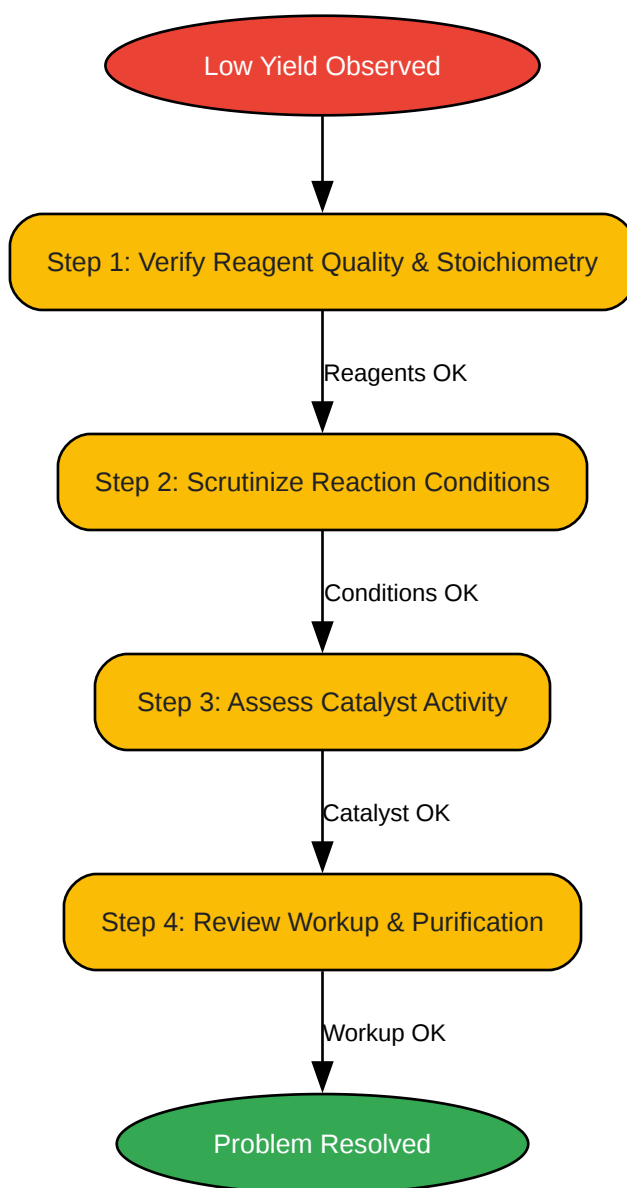 Low Yield Observed
Step 1: Verify Reagent Quality & Stoichiometry
Reagents OK
Step 2: Scrutinize Reaction Conditions
Conditions OK
Step 3: Assess Catalyst Activity
Catalyst OK
Step 4: Review Workup & Purification
Workup OK
Problem Resolved